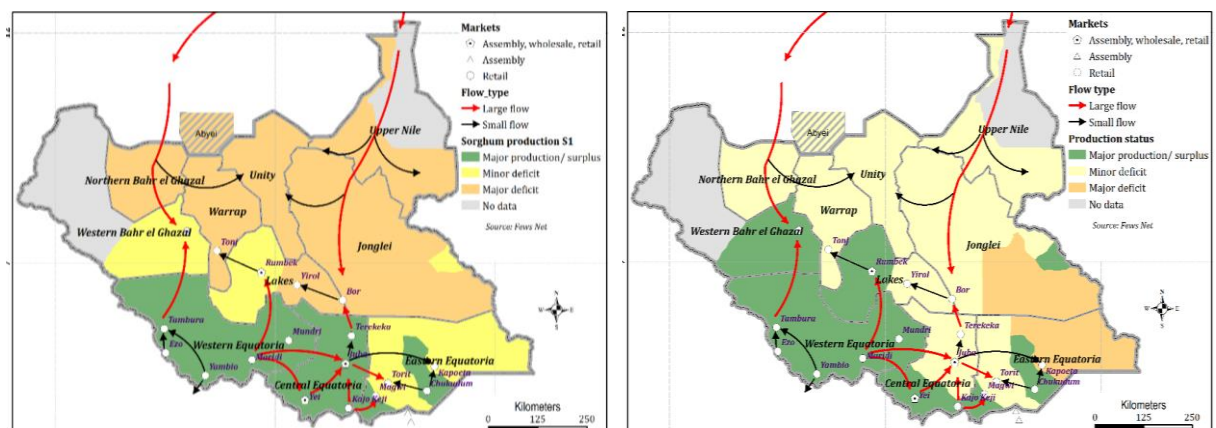 Markets
Assembly, wholesale, retail
Assembly
Retail
Flow_type
Large flow
Small flow
Sorghum production S1
Major production/ surplus
Minor deficit
Major deficit
No data
Source: Fews Net
Abyei
Upper Nile
Northern Bahr el Ghazal
Unity
Warrap
Western Bahr el Ghazal
Tonj
Jonglei
Rumbek
Lakes
Yirol
Bor
Tambura
Mundri
Terekeka
Western Equatoria
Ezo
Maridi
Juba
Eastern Equatoria
Yambio
Torit
Kapoeta
Central Equatoria
Magwi
Chukudum
Yei
Kajo Keji
Kilometers
0 125 250
Markets
Assembly, wholesale, retail
Assembly
Retail
Flow type
Large flow
Small flow
Production status
Major production/ surplus
Minor deficit
Major deficit
No data
Source: Fews Net
Abyei
Upper Nile
Northern Bahr el Ghazal
Unity
Warrap
Western Bahr el Ghazal
Tonj
Jonglei
Rumbek
Lakes
Yirol
Bor
Tambura
Mundri
Terekeka
Western Equatoria
Ezo
Maridi
Juba
Eastern Equatoria
Yambio
Torit
Kapoeta
Central Equatoria
Magwi
Chukudum
Yei
Kajo Keji
Kilometers
0 125 250